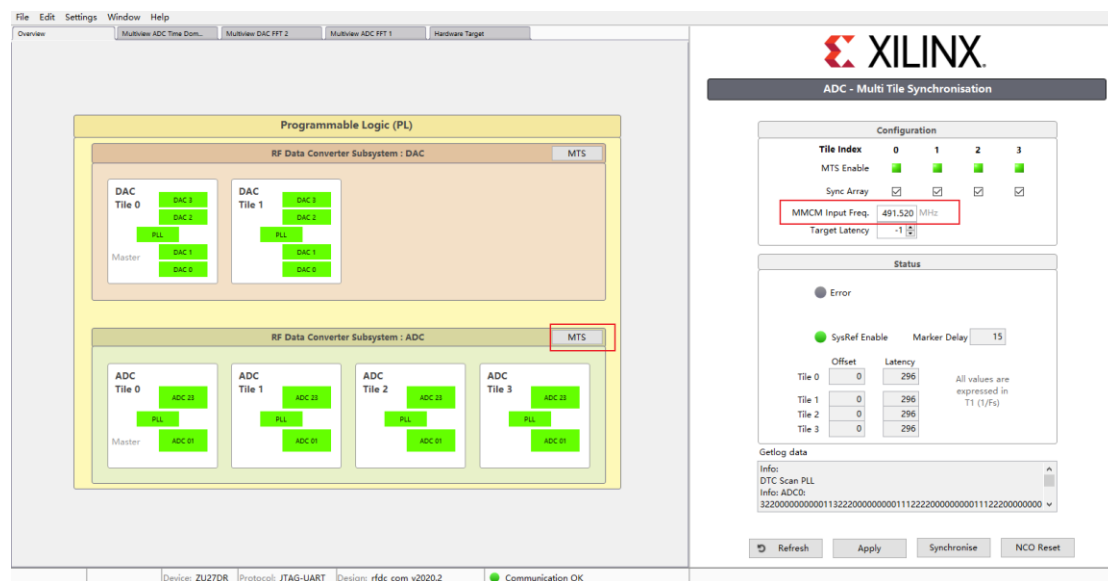 File Edit Settings Window Help
Overview Multiview ADC Time Dom... Multiview DAC FFT 2 Multiview ADC FFT 1 Hardware Target
XILINX.
ADC - Multi Tile Synchronisation
Programmable Logic (PL)
RF Data Converter Subsystem : DAC MTS
DAC Tile 0
DAC 3
DAC 2
PLL
Master
DAC 1
DAC 0
DAC Tile 1
DAC 3
DAC 2
PLL
DAC 1
DAC 0
RF Data Converter Subsystem : ADC MTS
ADC Tile 0
ADC 23
PLL
Master
ADC 01
ADC Tile 1
ADC 23
PLL
ADC 01
ADC Tile 2
ADC 23
PLL
ADC 01
ADC Tile 3
ADC 23
PLL
ADC 01
Configuration
Tile Index 0 1 2 3
MTS Enable
Sync Array
MMCM Input Freq. 491.520 MHz
Target Latency -1
Status
Error
SysRef Enable Marker Delay 15
Offset Latency
Tile 0 0 296
Tile 1 0 296
Tile 2 0 296
Tile 3 0 296
All values are
expressed in
T1 (1/Fs)
Getlog data
Info:
DTC Scan PLL
Info: ADC0:
Refresh Apply Synchronise NCO Reset
Device: ZU27DR Protocol: JTAG-UART Design: rfdc_com_v2020.2 Communication OK